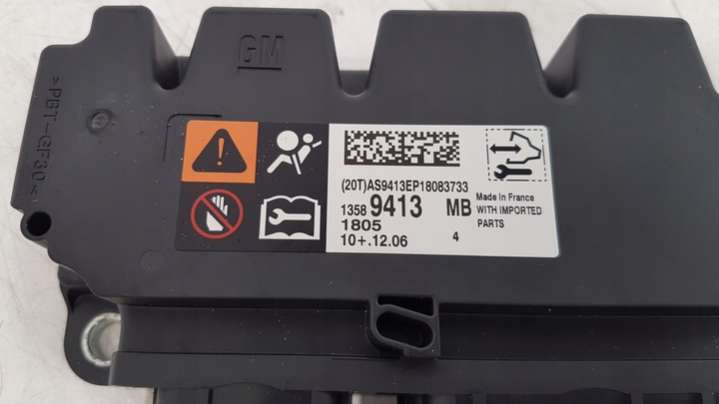 GM
>PBT-GF30<
(20T)AS9413EP18083733
1358 9413 MB
1805
10+.12.06 4
Made In France
WITH IMPORTED
PARTS